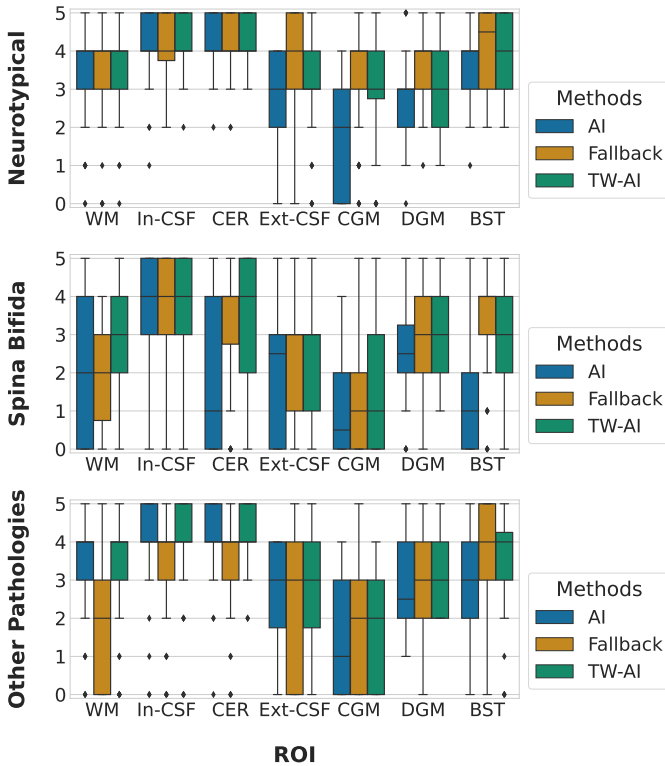 Neurotypical
5
4
3
2
1
0
WM In-CSF CER Ext-CSF CGM DGM BST
Methods
AI
Fallback
TW-AI
Spina Bifida
5
4
3
2
1
0
WM In-CSF CER Ext-CSF CGM DGM BST
Methods
AI
Fallback
TW-AI
Other Pathologies
5
4
3
2
1
0
WM In-CSF CER Ext-CSF CGM DGM BST
Methods
AI
Fallback
TW-AI
ROI